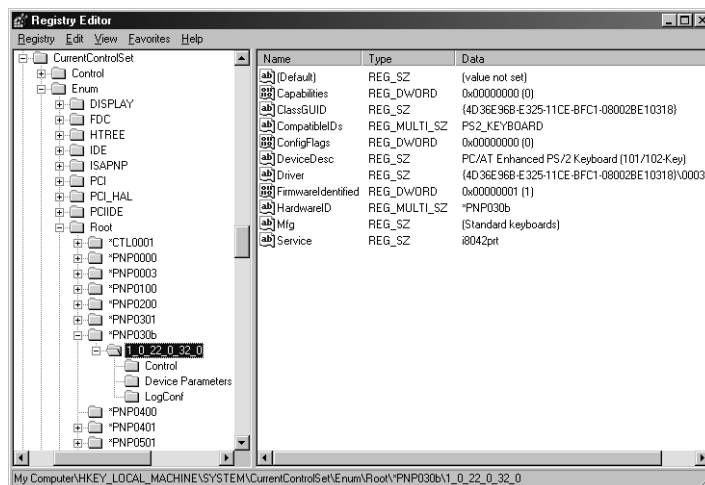 Registry Editor
Registry Edit View Favorites Help
CurrentControlSet
Control
Enum
DISPLAY
FDC
HTREE
IDE
ISAPNP
PCI
PCI_HAL
PCIIDE
Root
*CTL0001
*PNP0000
*PNP0003
*PNP0100
*PNP0200
*PNP0301
*PNP030b
1_0_22_0_32_0
Control
Device Parameters
LogConf
*PNP0400
*PNP0401
*PNP0501
Name Type Data
(Default) REG_SZ (value not set)
Capabilities REG_DWORD 0x00000000 (0)
ClassGUID REG_SZ {4D36E96B-E325-11CE-BFC1-08002BE10318}
CompatibleIDs REG_MULTI_SZ PS2_KEYBOARD
ConfigFlags REG_DWORD 0x00000000 (0)
DeviceDesc REG_SZ PC/AT Enhanced PS/2 Keyboard (101/102-Key)
Driver REG_SZ {4D36E96B-E325-11CE-BFC1-08002BE10318}\0003
FirmwareIdentified REG_DWORD 0x00000001 (1)
HardwareID REG_MULTI_SZ *PNP030b
Mfg REG_SZ (Standard keyboards)
Service REG_SZ i8042prt
My Computer\HKEY_LOCAL_MACHINE\SYSTEM\CurrentControlSet\Enum\Root\*PNP030b\1_0_22_0_32_0